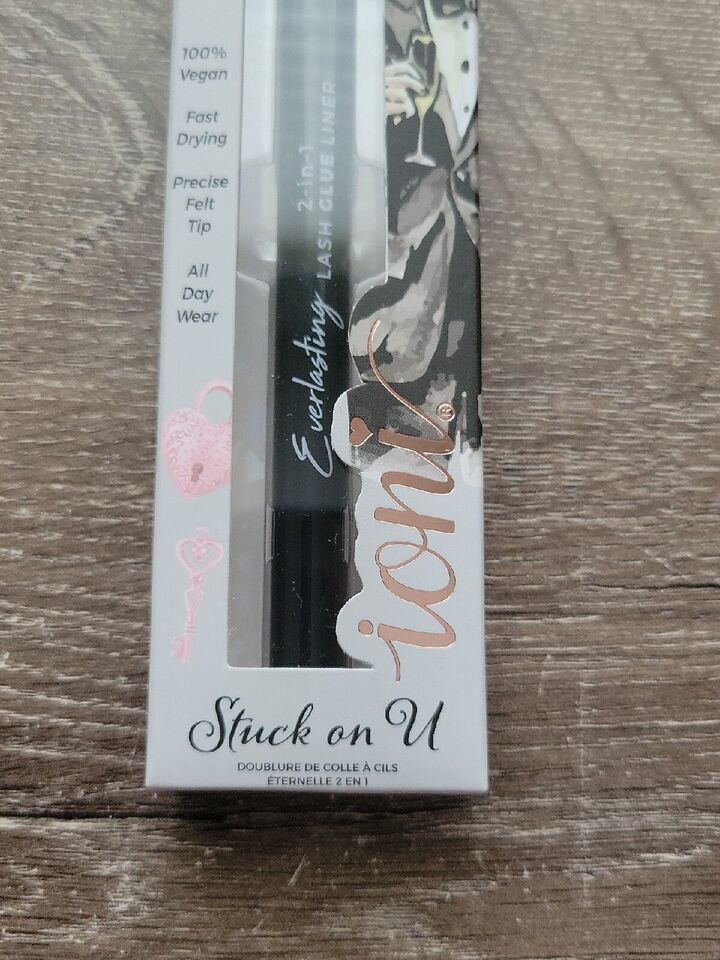 100%
Vegan
Fast
Drying
Precise
Felt
Tip
All
Day
Wear
Everlasting
2-in-1
LASH GLUE LINER
ioni®
Stuck on U
DOUBLURE DE COLLE À CILS
ÉTERNELLE 2 EN 1